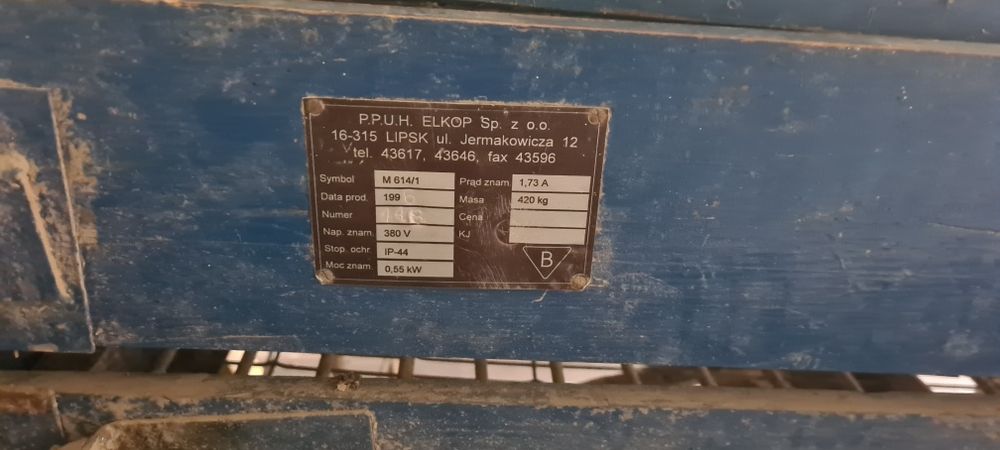 P.P.U.H. ELKOP Sp. z o.o.
16-315 LIPSK ul. Jermakowicza 12
tel. 43617, 43646, fax 43596
Symbol M 614/1 Prąd znam. 1,73 A
Data prod. 199 Masa 420 kg
Numer Cena
Nap. znam. 380 V KJ
Stop. ochr. IP-44
Moc znam. 0,55 kW
B